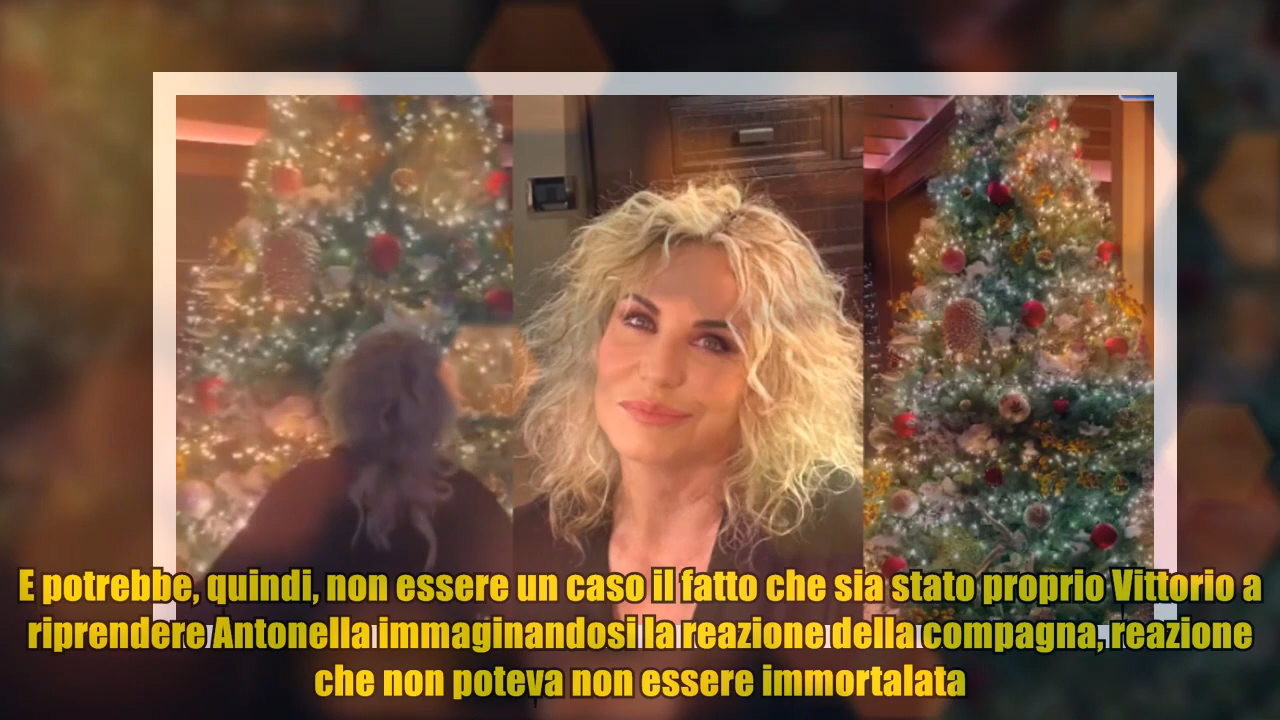 E potrebbe, quindi, non essere un caso il fatto che sia stato proprio Vittorio a
riprendere Antonella immaginandosi la reazione della compagna, reazione
che non poteva non essere immortalata